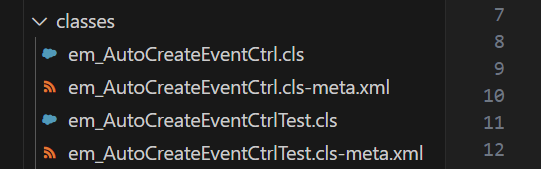 classes
em_AutoCreateEventCtrl.cls
em_AutoCreateEventCtrl.cls-meta.xml
em_AutoCreateEventCtrlTest.cls
em_AutoCreateEventCtrlTest.cls-meta.xml
7
8
9
10
11
12